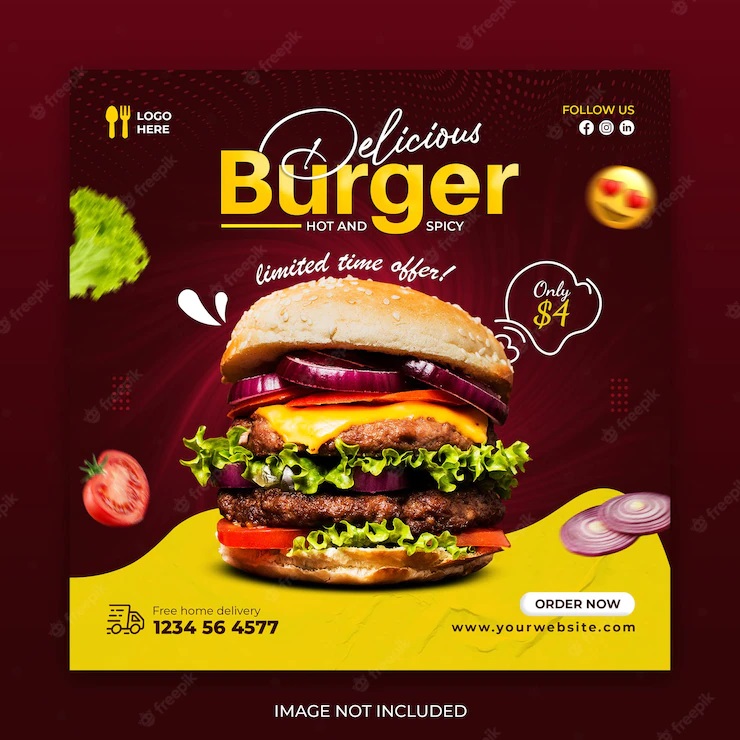 LOGO
HERE
FOLLOW US
Delicious
Burger
HOT AND SPICY
limited time offer!
Only
$4
Free home delivery
1234 56 4577
ORDER NOW
www.yourwebsite.com
IMAGE NOT INCLUDED
freepik